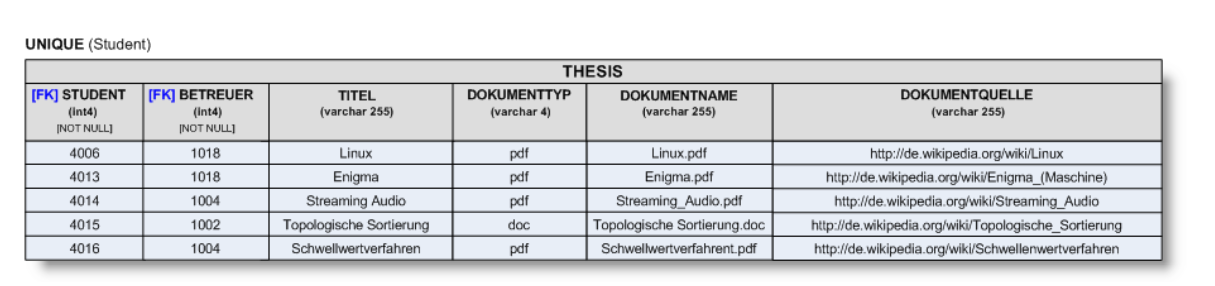 UNIQUE (Student)
THESIS
[FK] STUDENT (int4) [NOT NULL] [FK] BETREUER (int4) [NOT NULL] TITEL (varchar 255) DOKUMENTTYP (varchar 4) DOKUMENTNAME (varchar 255) DOKUMENTQUELLE (varchar 255)
4006 1018 Linux pdf Linux.pdf http://de.wikipedia.org/wiki/Linux
4013 1018 Enigma pdf Enigma.pdf http://de.wikipedia.org/wiki/Enigma_(Maschine)
4014 1004 Streaming Audio pdf Streaming_Audio.pdf http://de.wikipedia.org/wiki/Streaming_Audio
4015 1002 Topologische Sortierung doc Topologische Sortierung.doc http://de.wikipedia.org/wiki/Topologische_Sortierung
4016 1004 Schwellwertverfahren pdf Schwellwertverfahrent.pdf http://de.wikipedia.org/wiki/Schwellenwertverfahren